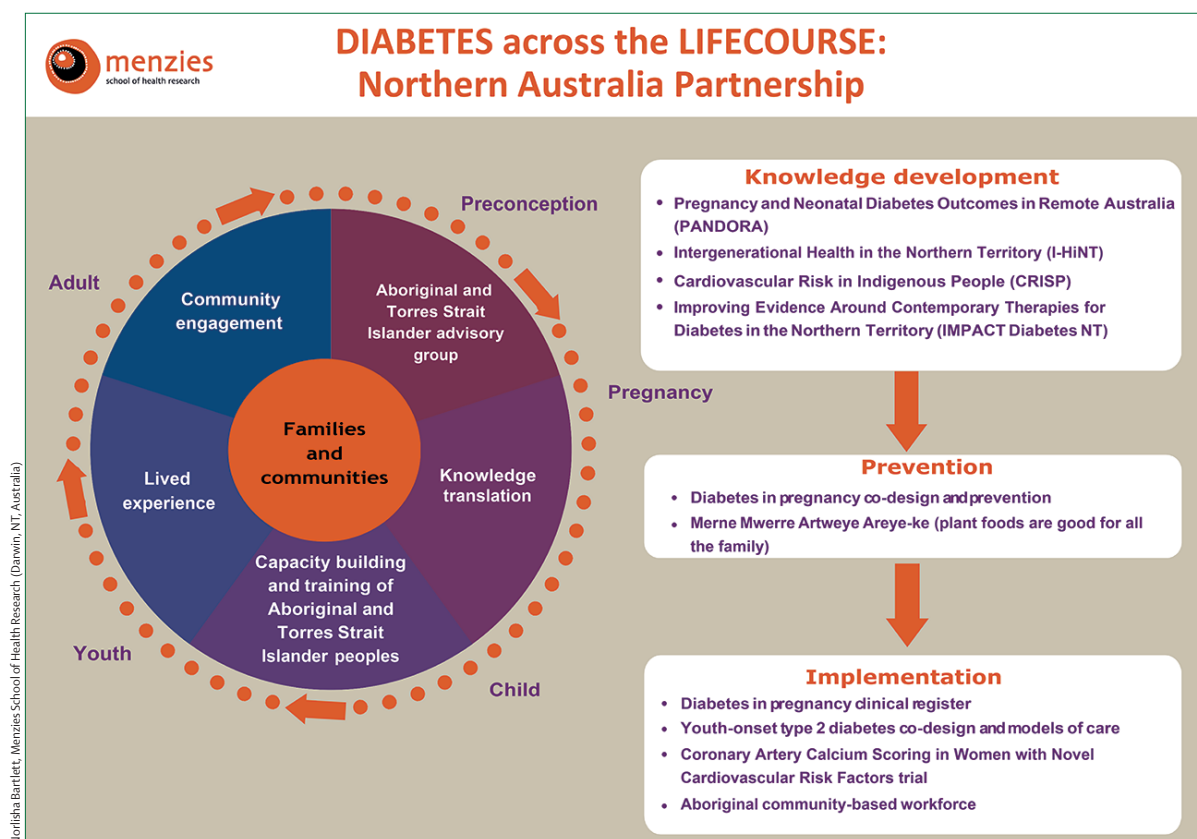 menzies
school of health research
DIABETES across the LIFECOURSE:
Northern Australia Partnership
Preconception
Pregnancy
Child
Youth
Adult
Community
engagement
Aboriginal and
Torres Strait
Islander advisory
group
Knowledge
translation
Capacity building
and training of
Aboriginal and
Torres Strait
Islander peoples
Lived
experience
Families
and
communities
Knowledge development
• Pregnancy and Neonatal Diabetes Outcomes in Remote Australia
(PANDORA)
• Intergenerational Health in the Northern Territory (I-HiNT)
• Cardiovascular Risk in Indigenous People (CRISP)
• Improving Evidence Around Contemporary Therapies for
Diabetes in the Northern Territory (IMPACT Diabetes NT)
Prevention
• Diabetes in pregnancy co-design and prevention
• Merne Mwerre Artweye Areye-ke (plant foods are good for all
the family)
Implementation
• Diabetes in pregnancy clinical register
• Youth-onset type 2 diabetes co-design and models of care
• Coronary Artery Calcium Scoring in Women with Novel
Cardiovascular Risk Factors trial
• Aboriginal community-based workforce
Bartlett, Menzies School of Health Research (Darwin, NT, Australia)